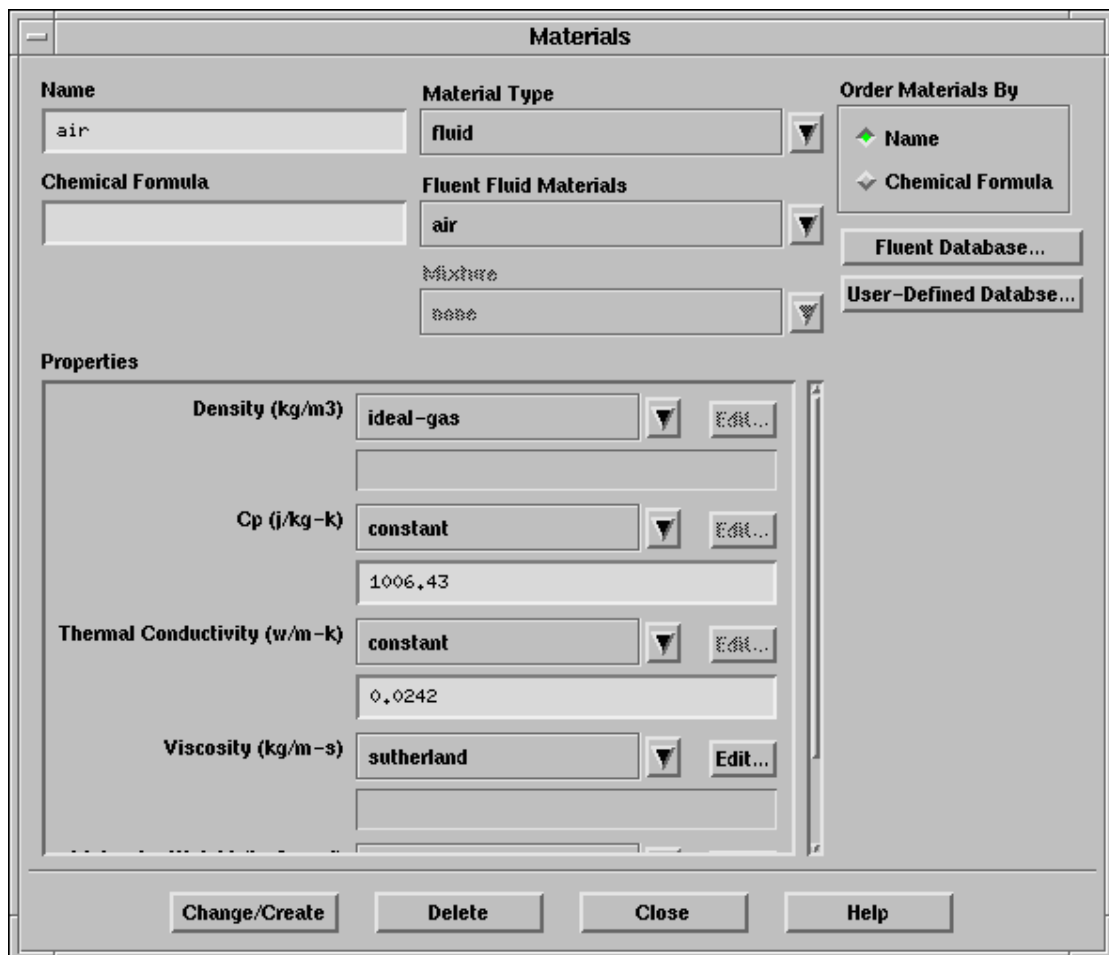 Materials
Name
air
Chemical Formula
Material Type
fluid
Fluent Fluid Materials
air
Mixture
none
Order Materials By
Name
Chemical Formula
Fluent Database...
User-Defined Databse...
Properties
Density (kg/m3)
ideal-gas
Edit...
Cp (j/kg-k)
constant
Edit...
1006.43
Thermal Conductivity (w/m-k)
constant
Edit...
0.0242
Viscosity (kg/m-s)
sutherland
Edit...
Change/Create
Delete
Close
Help